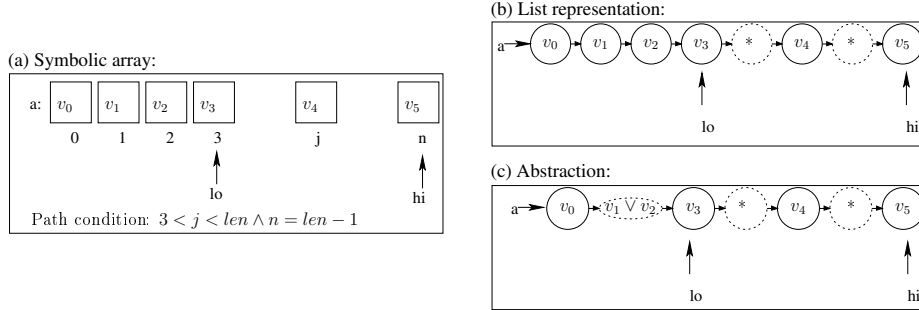 (a) Symbolic array:
a: v₀ v₁ v₂ v₃ v₄ v₅
0 1 2 3 j n
lo hi
Path condition: 3 < j < len ∧ n = len − 1
(b) List representation:
a v₀ v₁ v₂ v₃ * v₄ * v₅
lo hi
(c) Abstraction:
a v₀ v₁ ∨ v₂ v₃ * v₄ * v₅
lo hi